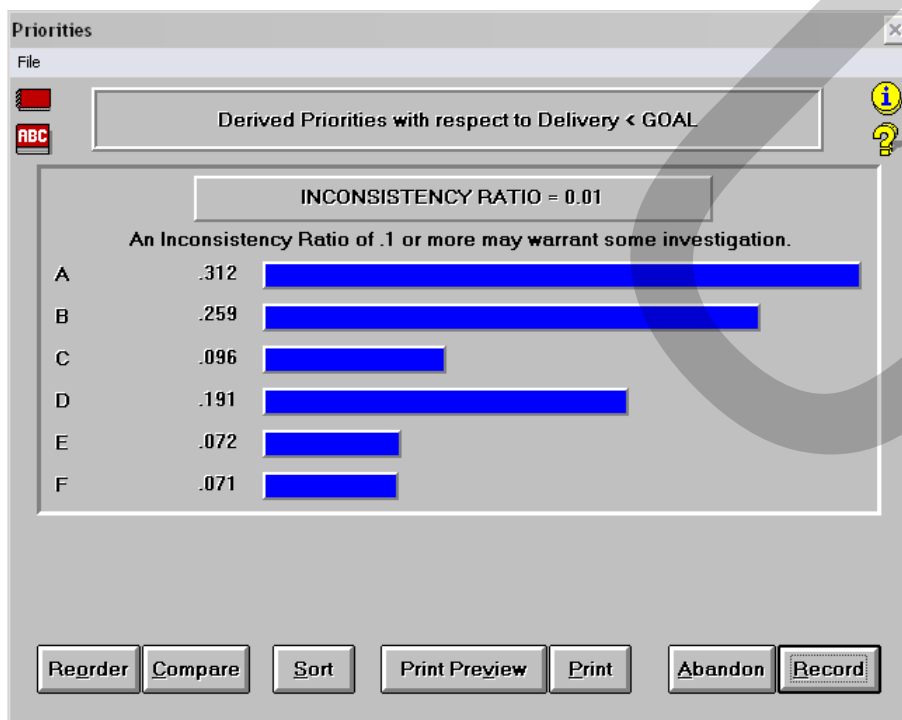 Priorities
File
ABC
Derived Priorities with respect to Delivery < GOAL
INCONSISTENCY RATIO = 0.01
An Inconsistency Ratio of .1 or more may warrant some investigation.
A .312
B .259
C .096
D .191
E .072
F .071
Reorder Compare Sort Print Preview Print Abandon Record